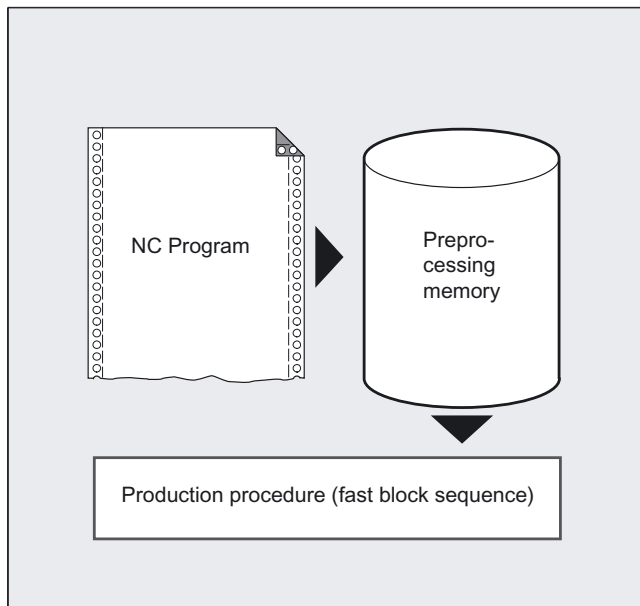 NC Program
Prepro-
cessing
memory
Production procedure (fast block sequence)